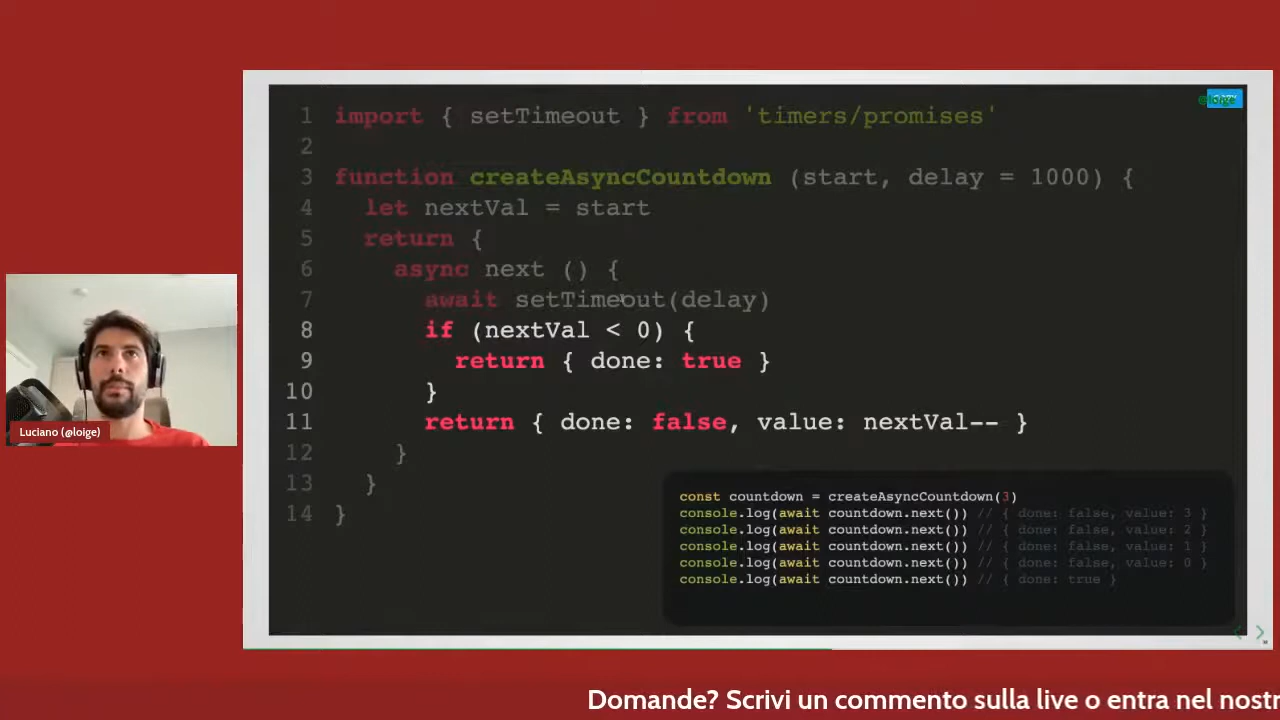 @loige
1 import { setTimeout } from 'timers/promises'
2
3 function createAsyncCountdown (start, delay = 1000) {
4 let nextVal = start
5 return {
6 async next () {
7 await setTimeout(delay)
8 if (nextVal < 0) {
9 return { done: true }
10 }
11 return { done: false, value: nextVal-- }
12 }
13 }
14 }
const countdown = createAsyncCountdown(3)
console.log(await countdown.next()) // { done: false, value: 3 }
console.log(await countdown.next()) // { done: false, value: 2 }
console.log(await countdown.next()) // { done: false, value: 1 }
console.log(await countdown.next()) // { done: false, value: 0 }
console.log(await countdown.next()) // { done: true }
Luciano (@loige)
Domande? Scrivi un commento sulla live o entra nel nostr